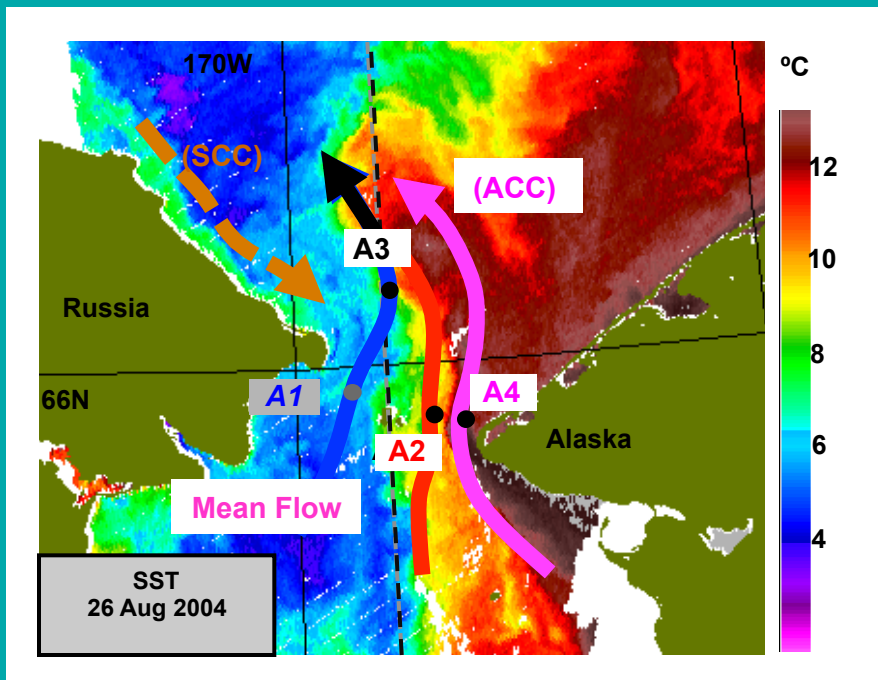 170W
ºC
(SCC)
(ACC)
12
A3
10
Russia
8
66N
A1
A4
A2
Alaska
6
Mean Flow
4
SST
26 Aug 2004